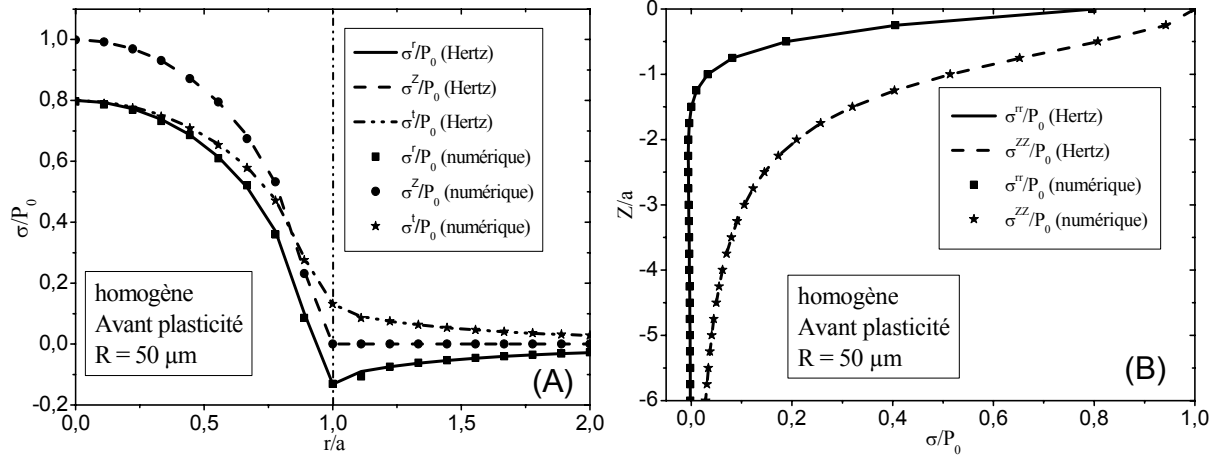 σ/P₀
1,0
0,8
0,6
0,4
0,2
0,0
-0,2
0,0
0,5
1,0
1,5
2,0
r/a
σʳ/P₀ (Hertz)
σᶻ/P₀ (Hertz)
σᵗ/P₀ (Hertz)
σʳ/P₀ (numérique)
σᶻ/P₀ (numérique)
σᵗ/P₀ (numérique)
homogène
Avant plasticité
R = 50 µm
(A)
Z/a
0
-1
-2
-3
-4
-5
-6
0,0
0,2
0,4
0,6
0,8
1,0
σ/P₀
σʳʳ/P₀ (Hertz)
σᶻᶻ/P₀ (Hertz)
σʳʳ/P₀ (numérique)
σᶻᶻ/P₀ (numérique)
homogène
Avant plasticité
R = 50 µm
(B)